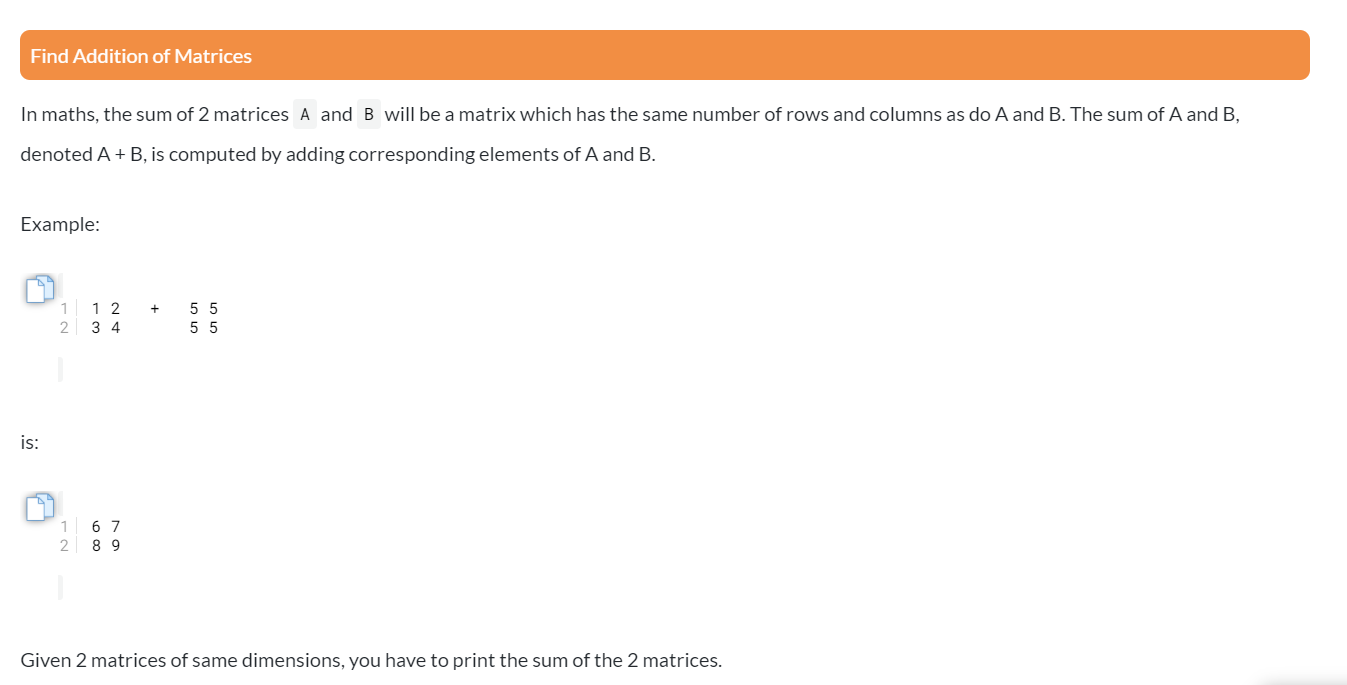 Find Addition of Matrices
In maths, the sum of 2 matrices A and B will be a matrix which has the same number of rows and columns as do A and B. The sum of A and B,
denoted A + B, is computed by adding corresponding elements of A and B.
Example:
1 1 2 + 5 5
2 3 4 5 5
is:
1 6 7
2 8 9
Given 2 matrices of same dimensions, you have to print the sum of the 2 matrices.